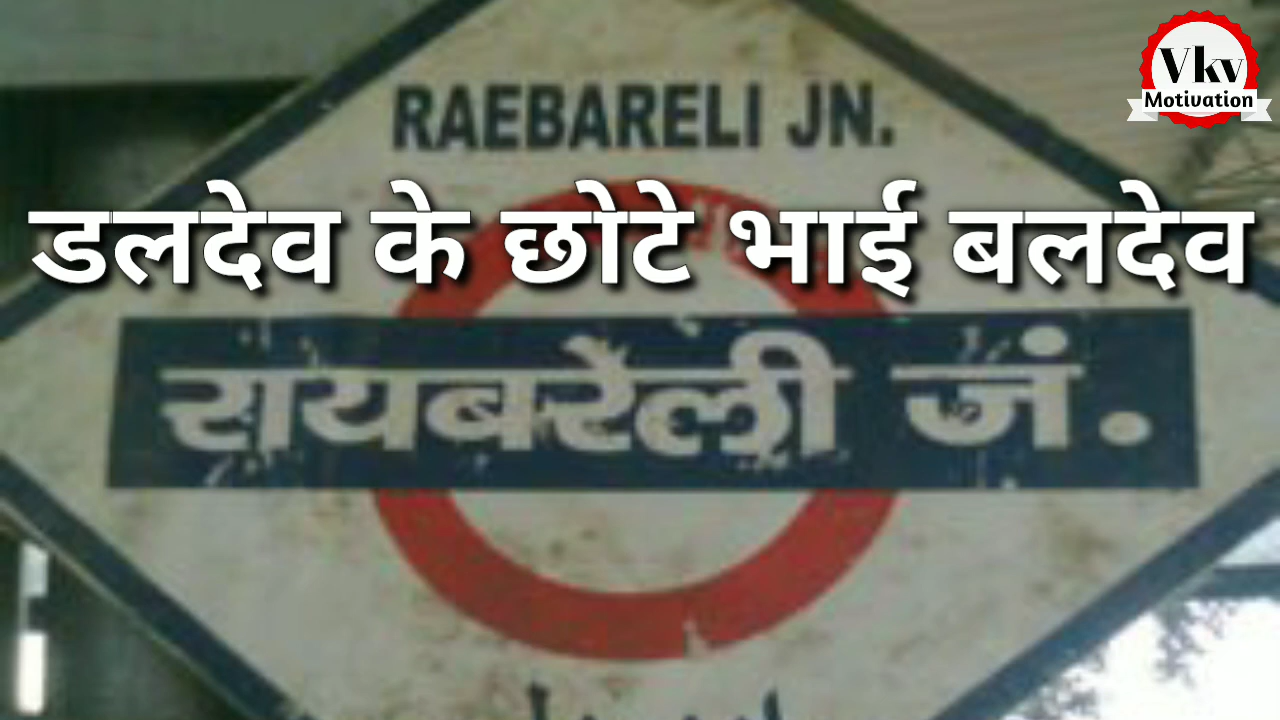 Vkv
Motivation
RAEBARELI JN.
डलदेव के छोटे भाई बलदेव
रायबरेली जं.